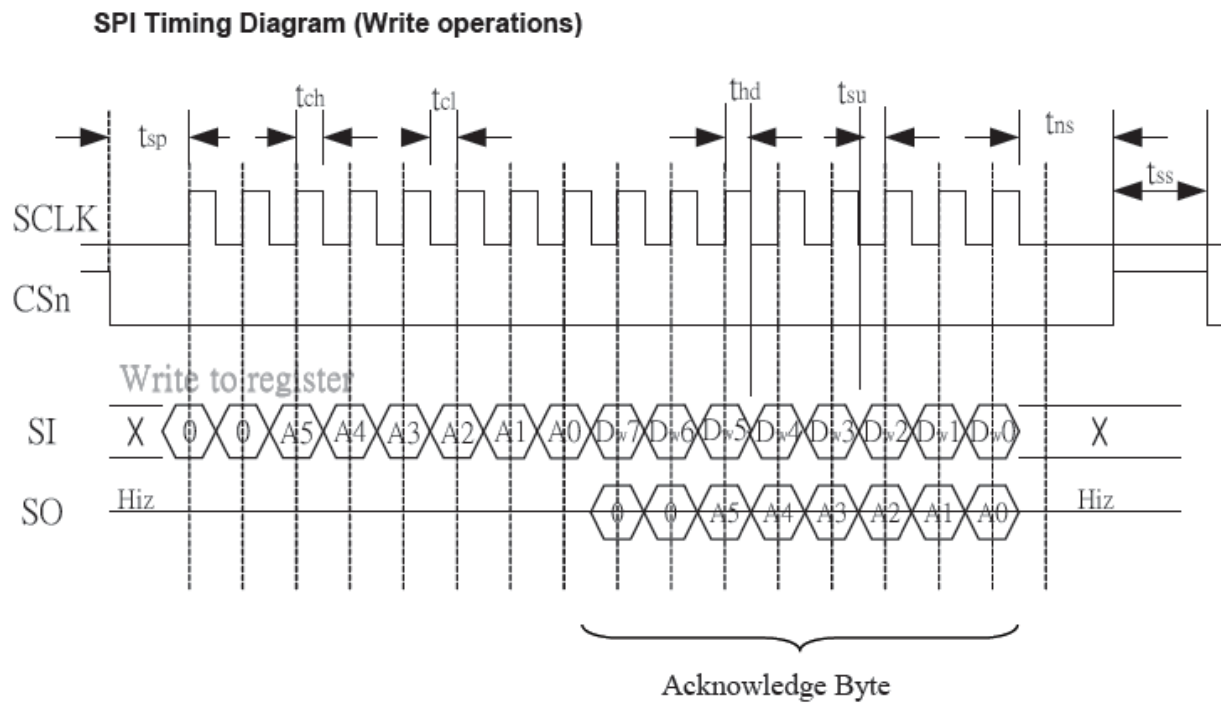 SPI Timing Diagram (Write operations)
tsp tch tcl thd tsu tns
tss
SCLK
CSn
Write to register
SI X 0 0 A5 A4 A3 A2 A1 A0 Dw7 Dw6 Dw5 Dw4 Dw3 Dw2 Dw1 Dw0 X
SO Hiz 0 0 A5 A4 A3 A2 A1 A0 Hiz
Acknowledge Byte